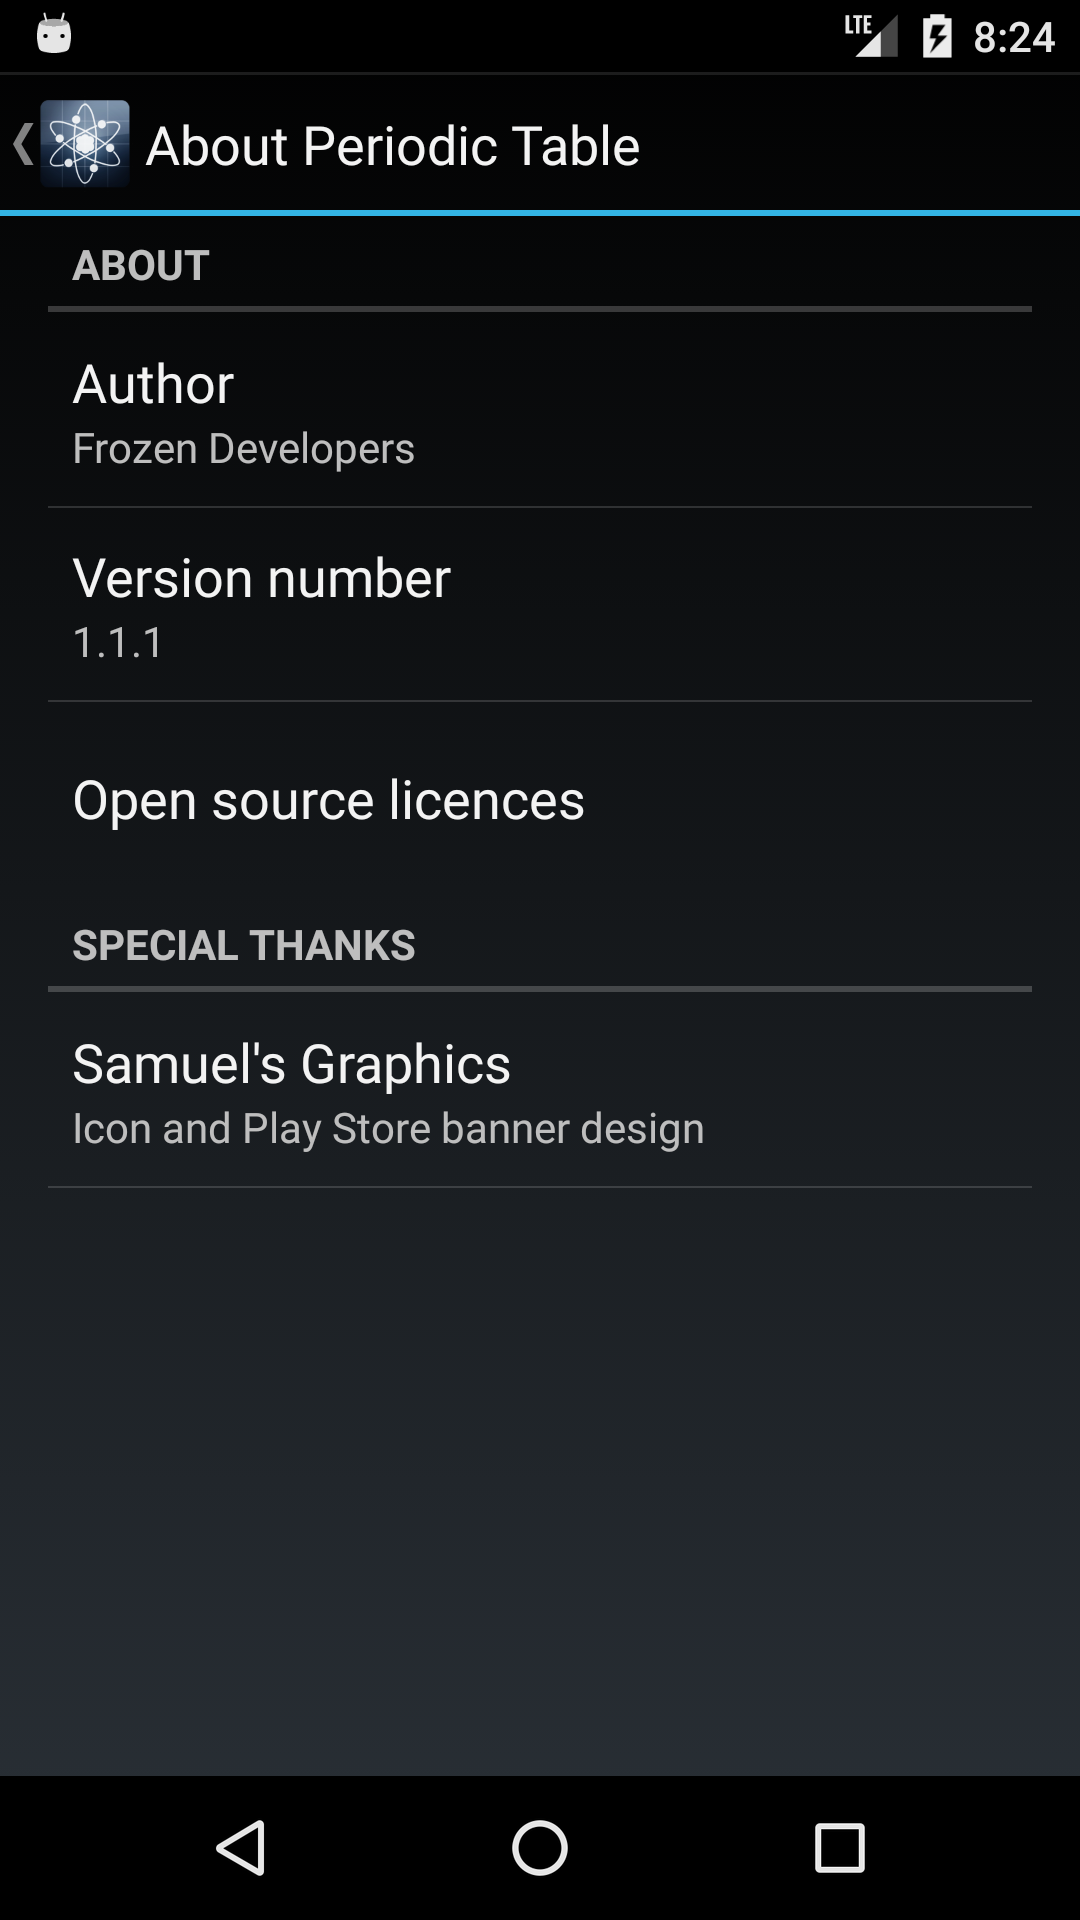 LTE 8:24
About Periodic Table
ABOUT
Author
Frozen Developers
Version number
1.1.1
Open source licences
SPECIAL THANKS
Samuel's Graphics
Icon and Play Store banner design